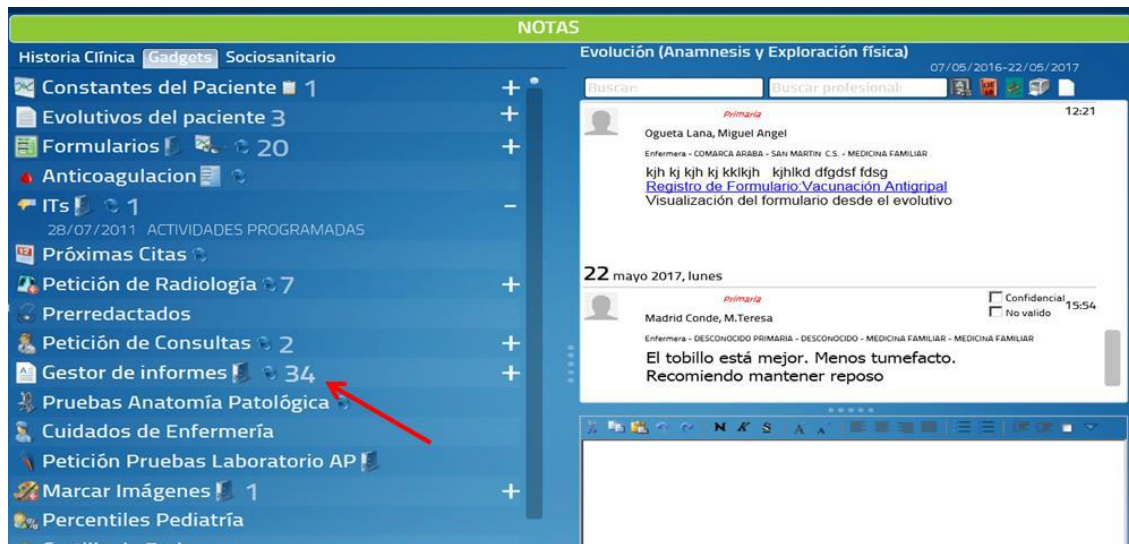 NOTAS
Historia Clínica Gadgets Sociosanitario
Constantes del Paciente 1 +
Evolutivos del paciente 3 +
Formularios 20 +
Anticoagulacion
ITs 1 -
28/07/2011 ACTIVIDADES PROGRAMADAS
Próximas Citas
Petición de Radiología 7 +
Prerredactados
Petición de Consultas 2 +
Gestor de informes 34 +
Pruebas Anatomía Patológica
Cuidados de Enfermería
Petición Pruebas Laboratorio AP
Marcar Imágenes 1 +
Percentiles Pediatría
Evolución (Anamnesis y Exploración física)
07/05/2016-22/05/2017
Buscar: Buscar profesional:
Primaria 12:21
Ogueta Lana, Miguel Angel
Enfermera - COMARCA ARABA - SAN MARTIN C.S. - MEDICINA FAMILIAR
kjh kj kjh kj kklkjh kjhlkd dfgdsf fdsg
Registro de Formulario:Vacunación Antigripal
Visualización del formulario desde el evolutivo
22 mayo 2017, lunes
Primaria Confidencial 15:54
No valido
Madrid Conde, M.Teresa
Enfermera - DESCONOCIDO PRIMARIA - DESCONOCIDO - MEDICINA FAMILIAR - MEDICINA FAMILIAR
El tobillo está mejor. Menos tumefacto.
Recomiendo mantener reposo
N K S A A